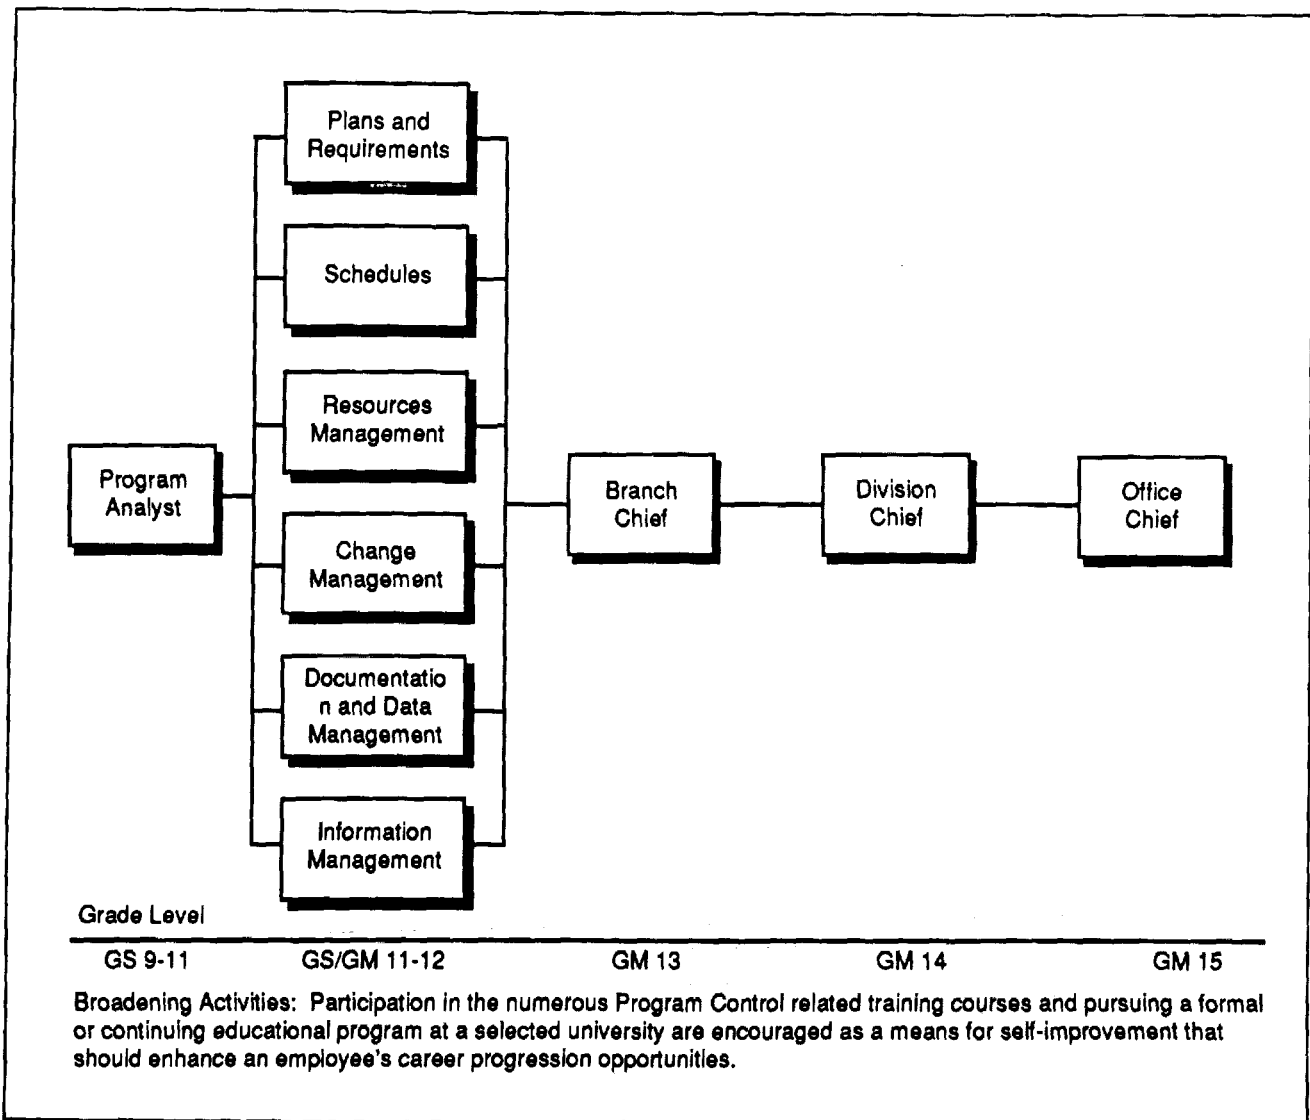 Plans and
Requirements
Schedules
Resources
Management
Program
Analyst
Branch
Chief
Division
Chief
Office
Chief
Change
Management
Documentatio
n and Data
Management
Information
Management
Grade Level
GS 9-11 GS/GM 11-12 GM 13 GM 14 GM 15
Broadening Activities: Participation in the numerous Program Control related training courses and pursuing a formal
or continuing educational program at a selected university are encouraged as a means for self-improvement that
should enhance an employee's career progression opportunities.